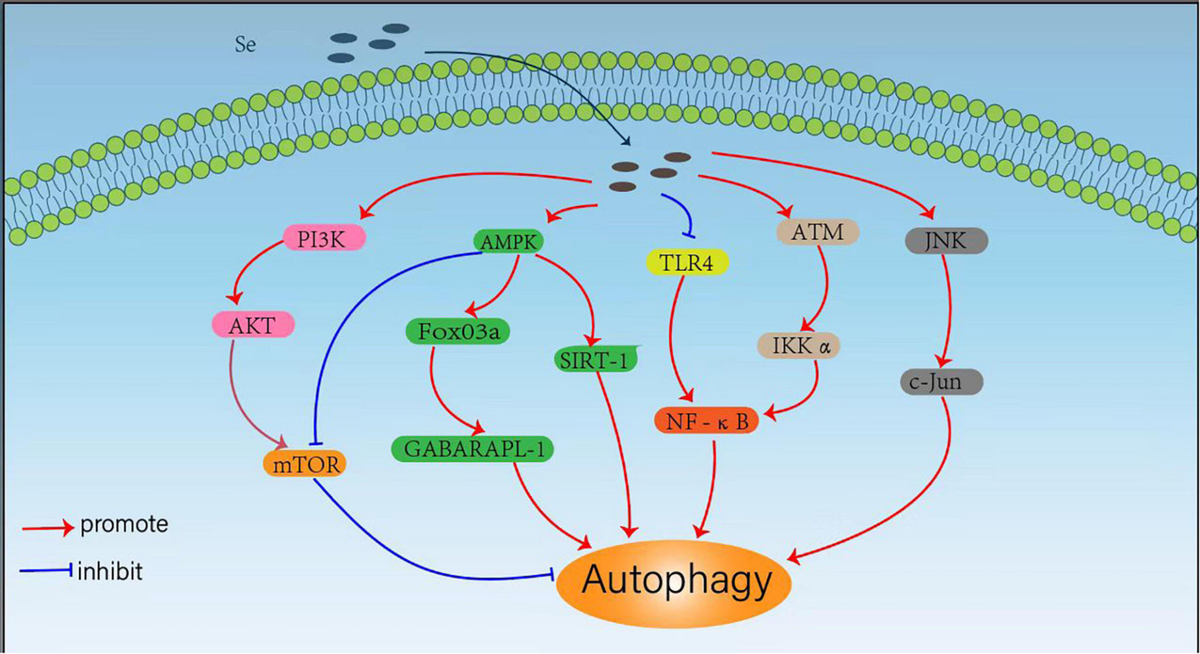 Se
PI3K
AMPK
TLR4
ATM
JNK
AKT
Fox03a
SIRT-1
IKK α
c-Jun
NF - κ B
GABARAPL-1
mTOR
promote
inhibit
Autophagy